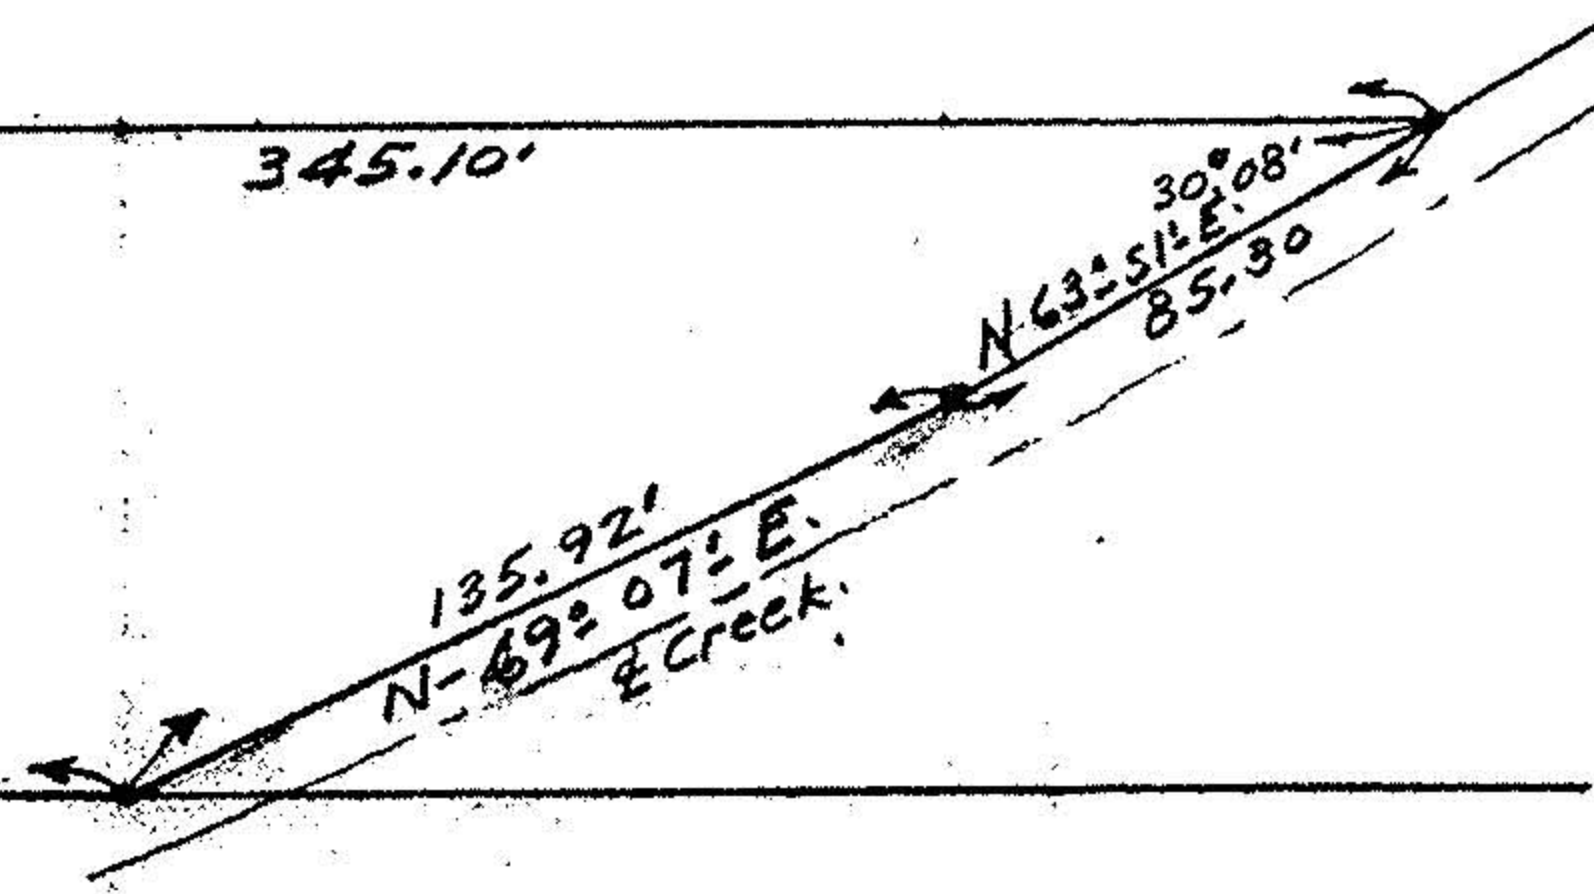 345.10'
30°08'
N 63°51' E.
85.30
135.92'
N-69° 07' E.
℄ Creek.